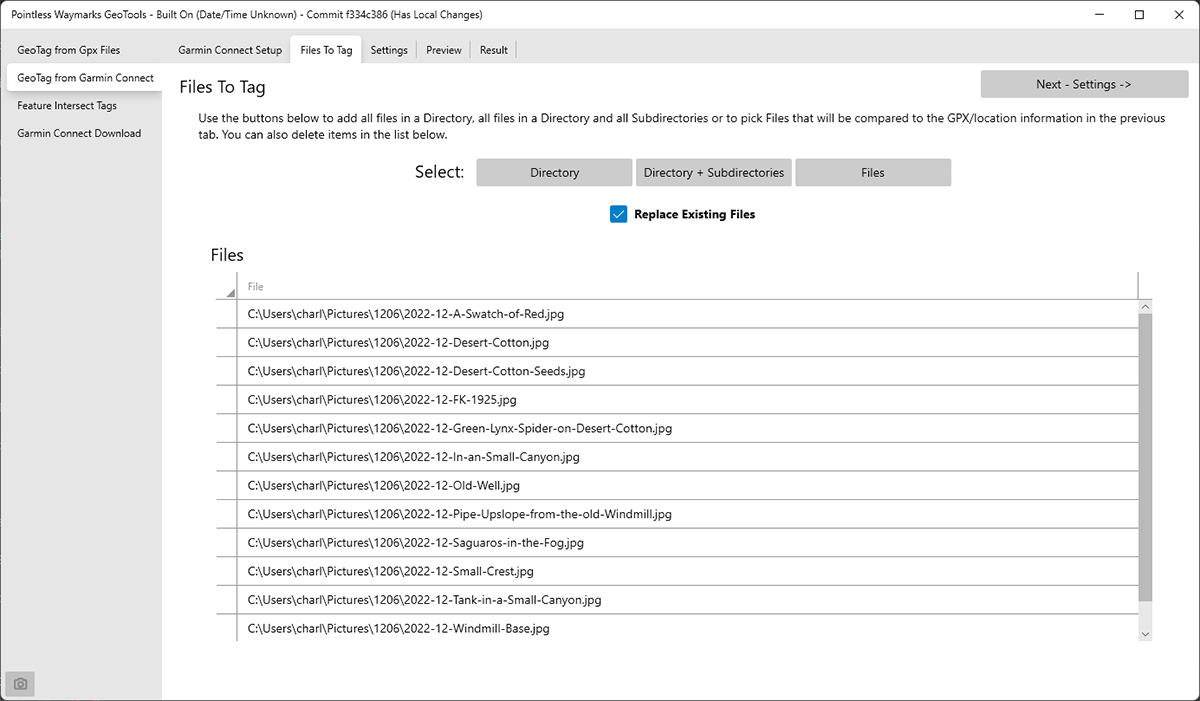 Pointless Waymarks GeoTools - Built On (Date/Time Unknown) - Commit f334c386 (Has Local Changes)
GeoTag from Gpx Files
GeoTag from Garmin Connect
Feature Intersect Tags
Garmin Connect Download
Garmin Connect Setup Files To Tag Settings Preview Result
Files To Tag
Next - Settings ->
Use the buttons below to add all files in a Directory, all files in a Directory and all Subdirectories or to pick Files that will be compared to the GPX/location information in the previous
tab. You can also delete items in the list below.
Select: Directory Directory + Subdirectories Files
Replace Existing Files
Files
File
C:\Users\charl\Pictures\1206\2022-12-A-Swatch-of-Red.jpg
C:\Users\charl\Pictures\1206\2022-12-Desert-Cotton.jpg
C:\Users\charl\Pictures\1206\2022-12-Desert-Cotton-Seeds.jpg
C:\Users\charl\Pictures\1206\2022-12-FK-1925.jpg
C:\Users\charl\Pictures\1206\2022-12-Green-Lynx-Spider-on-Desert-Cotton.jpg
C:\Users\charl\Pictures\1206\2022-12-In-an-Small-Canyon.jpg
C:\Users\charl\Pictures\1206\2022-12-Old-Well.jpg
C:\Users\charl\Pictures\1206\2022-12-Pipe-Upslope-from-the-old-Windmill.jpg
C:\Users\charl\Pictures\1206\2022-12-Saguaros-in-the-Fog.jpg
C:\Users\charl\Pictures\1206\2022-12-Small-Crest.jpg
C:\Users\charl\Pictures\1206\2022-12-Tank-in-a-Small-Canyon.jpg
C:\Users\charl\Pictures\1206\2022-12-Windmill-Base.jpg